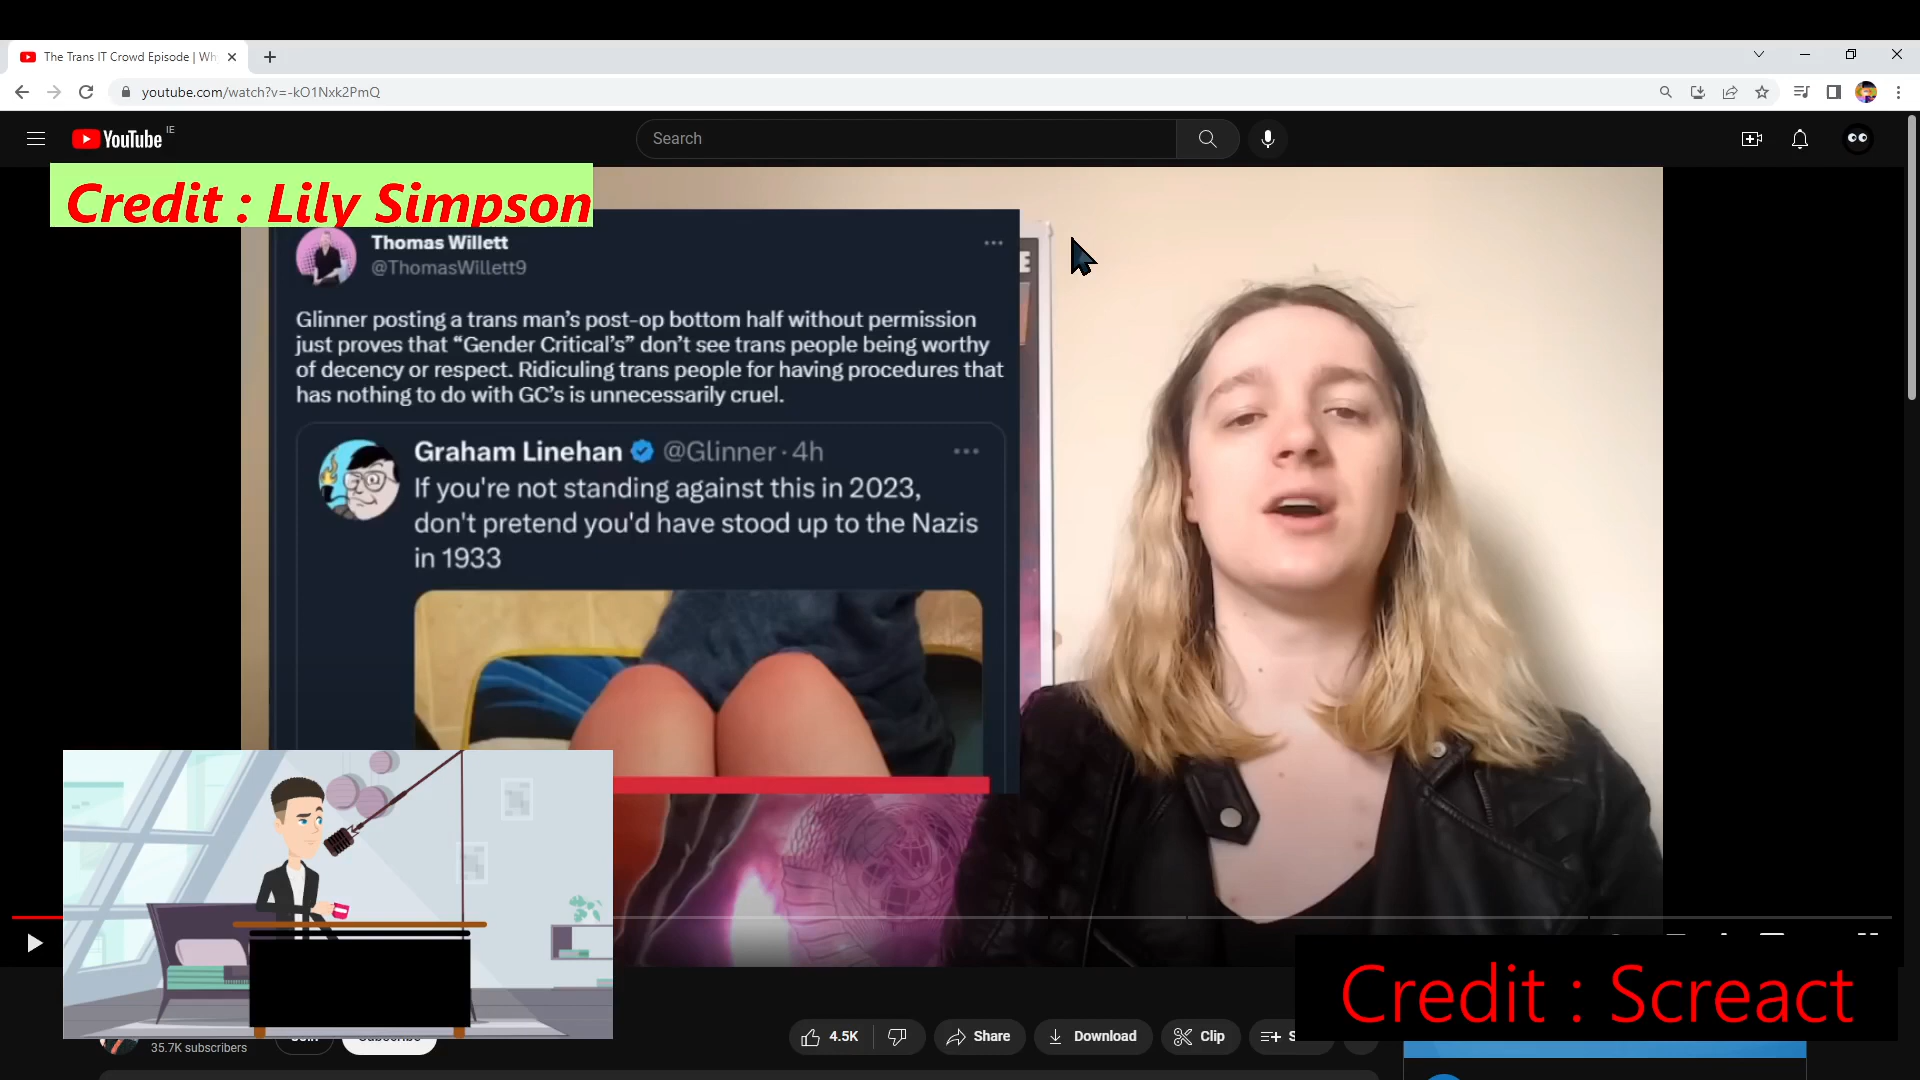 The Trans IT Crowd Episode | Wh
youtube.com/watch?v=-kO1Nxk2PmQ
YouTube IE
Search
Credit : Lily Simpson
Thomas Willett
@ThomasWillett9
Glinner posting a trans man's post-op bottom half without permission
just proves that “Gender Critical's” don't see trans people being worthy
of decency or respect. Ridiculing trans people for having procedures that
has nothing to do with GC's is unnecessarily cruel.
Graham Linehan @Glinner · 4h
If you're not standing against this in 2023,
don't pretend you'd have stood up to the Nazis
in 1933
Credit : Screact
4.5K
Share
Download
Clip
35.7K subscribers
Join
Subscribe